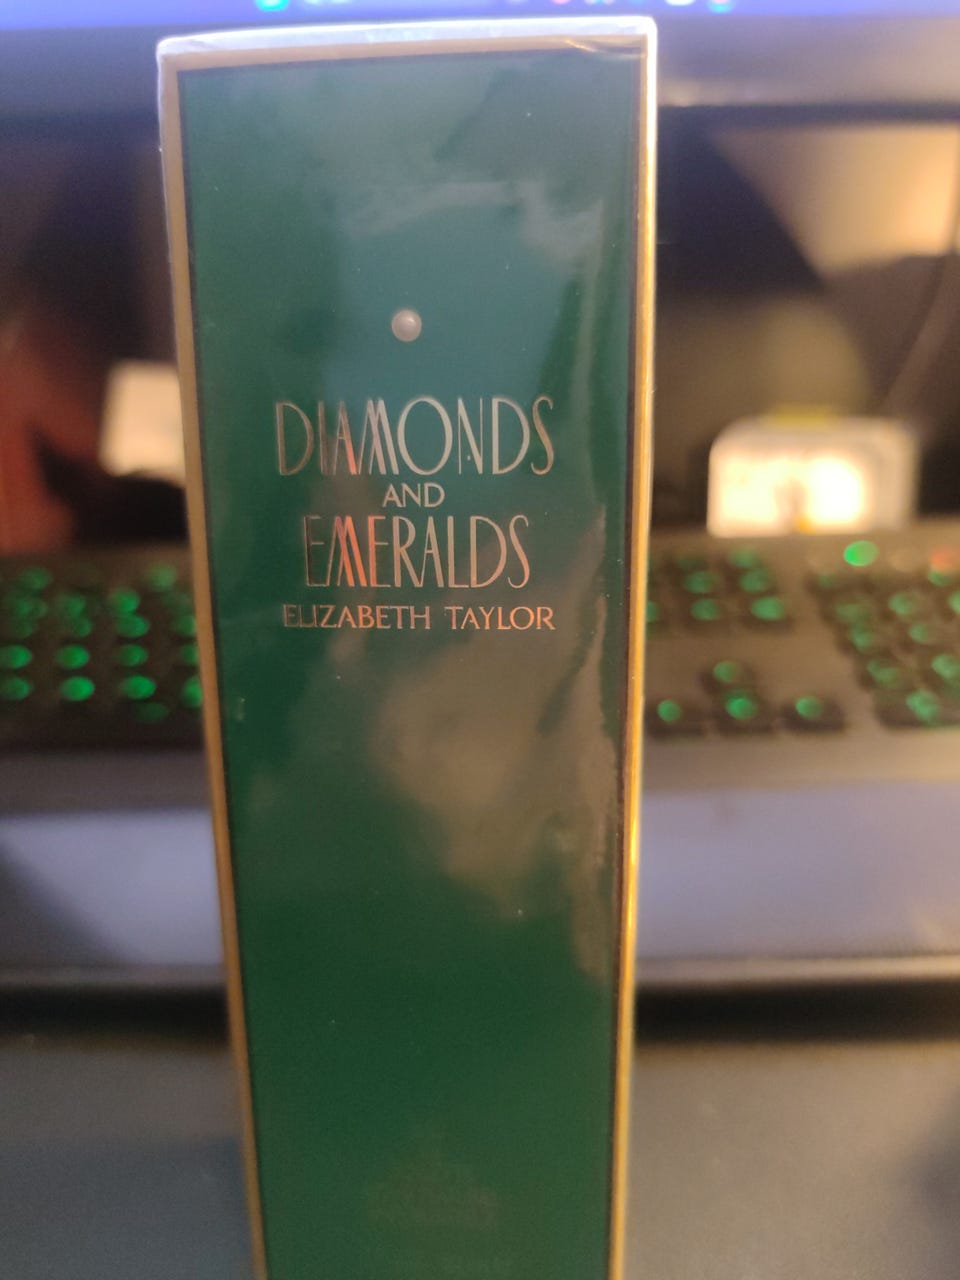 DIAMONDS
AND
EMERALDS
ELIZABETH TAYLOR